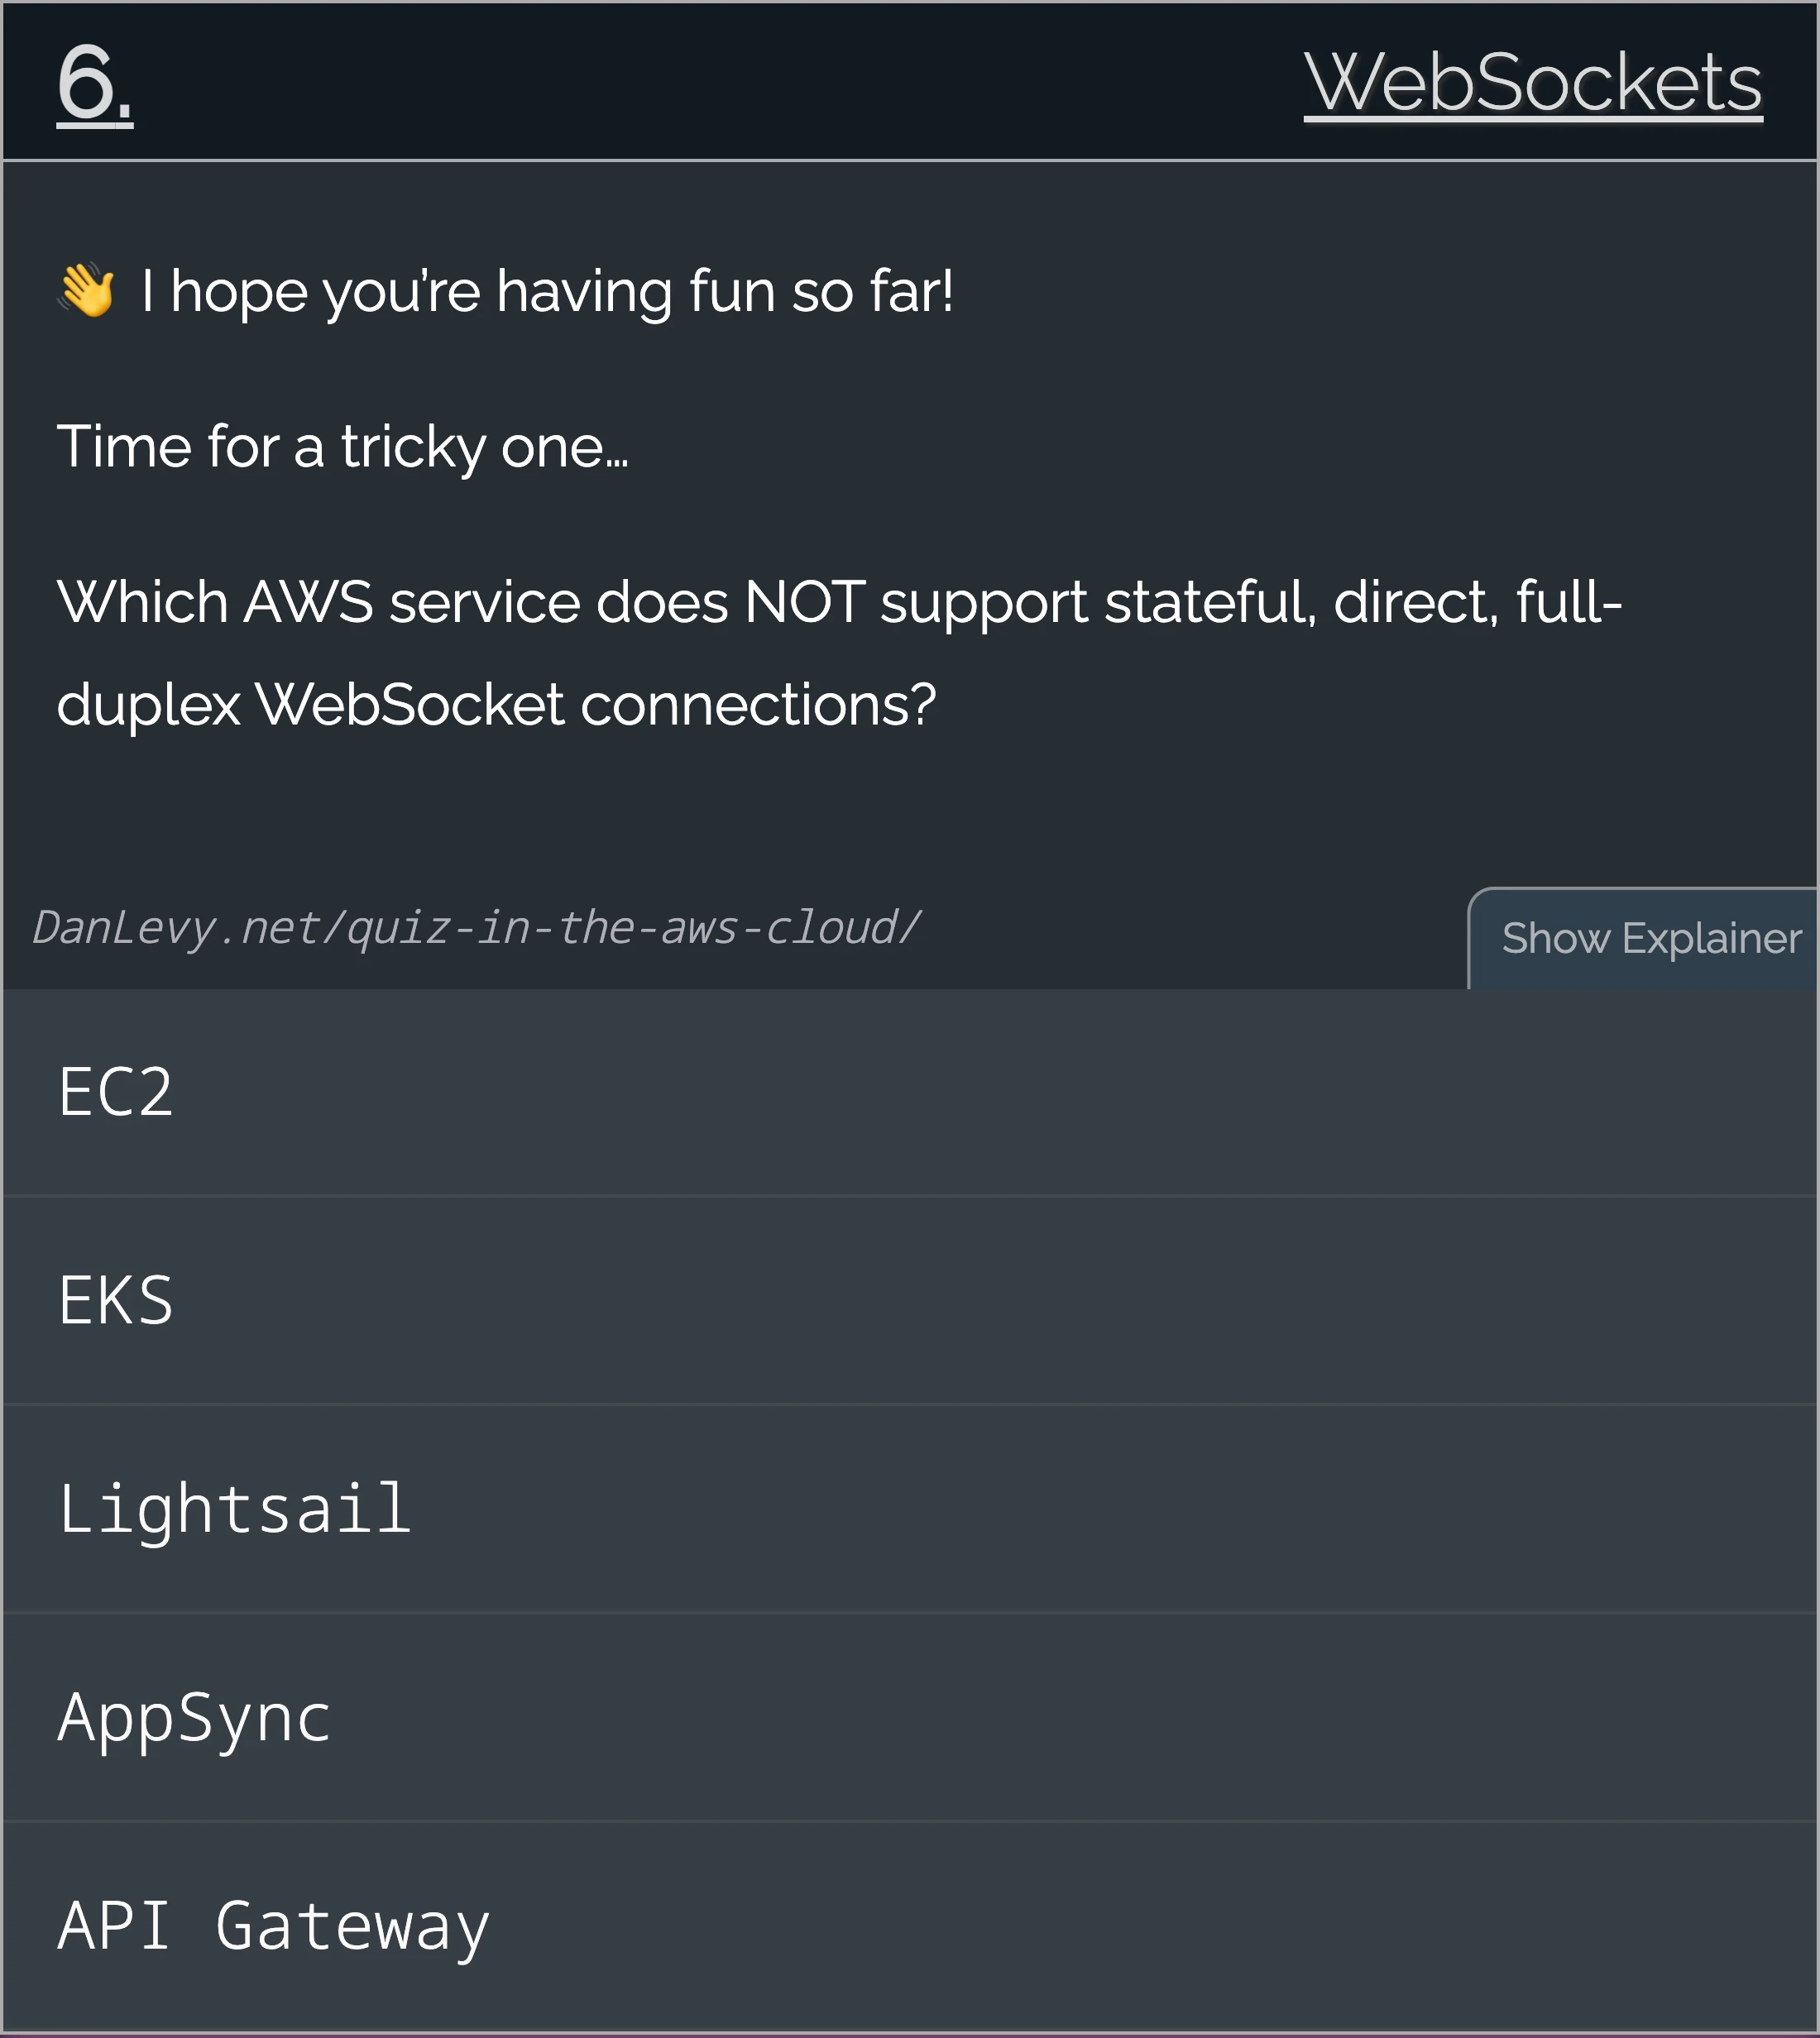 6.
WebSockets
👋 I hope you're having fun so far!
Time for a tricky one…
Which AWS service does NOT support stateful, direct, full-
duplex WebSocket connections?
DanLevy.net/quiz-in-the-aws-cloud/
Show Explainer
EC2
EKS
Lightsail
AppSync
API Gateway